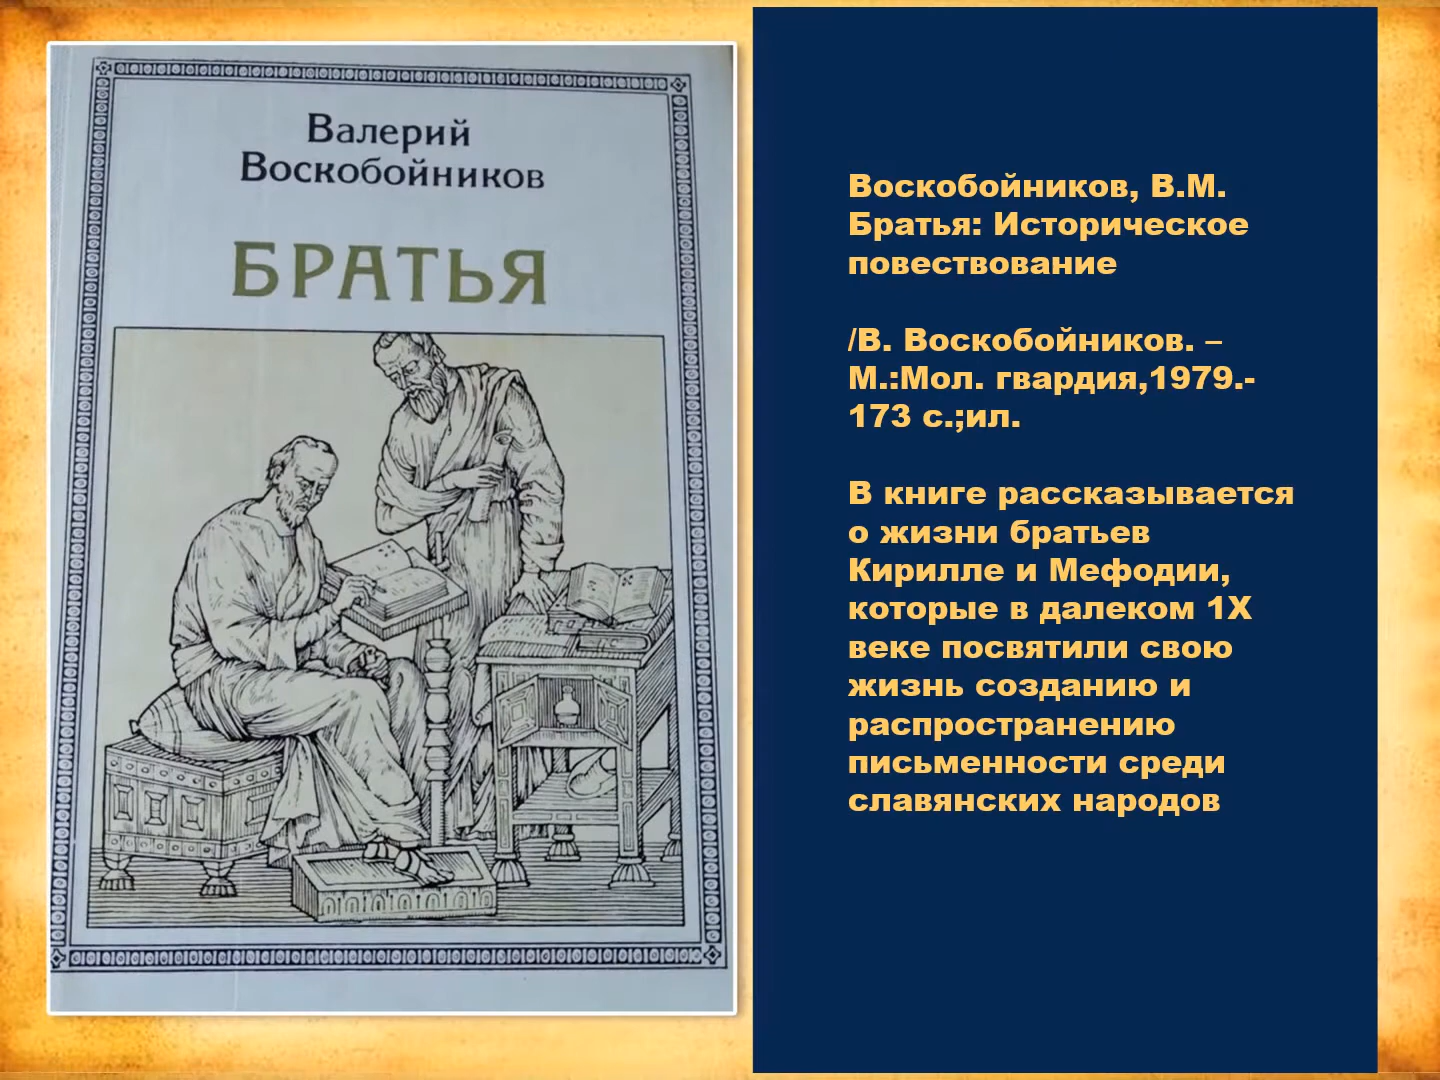 Валерий
Воскобойников
БРАТЬЯ
Воскобойников, В.М.
Братья: Историческое
повествование
/В. Воскобойников. –
М.:Мол. гвардия,1979.-
173 с.;ил.
В книге рассказывается
о жизни братьев
Кирилле и Мефодии,
которые в далеком 1Х
веке посвятили свою
жизнь созданию и
распространению
письменности среди
славянских народов